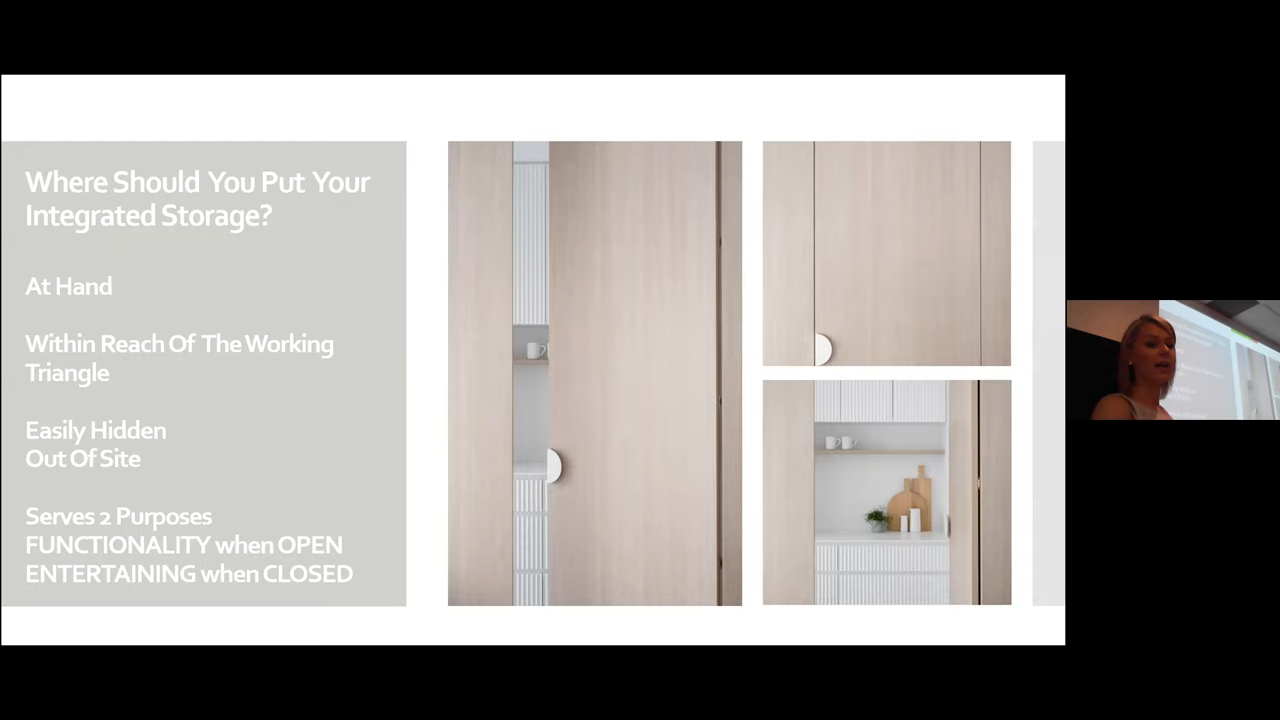 Where Should You Put Your
Integrated Storage?
At Hand
Within Reach Of The Working
Triangle
Easily Hidden
Out Of Site
Serves 2 Purposes
FUNCTIONALITY when OPEN
ENTERTAINING when CLOSED